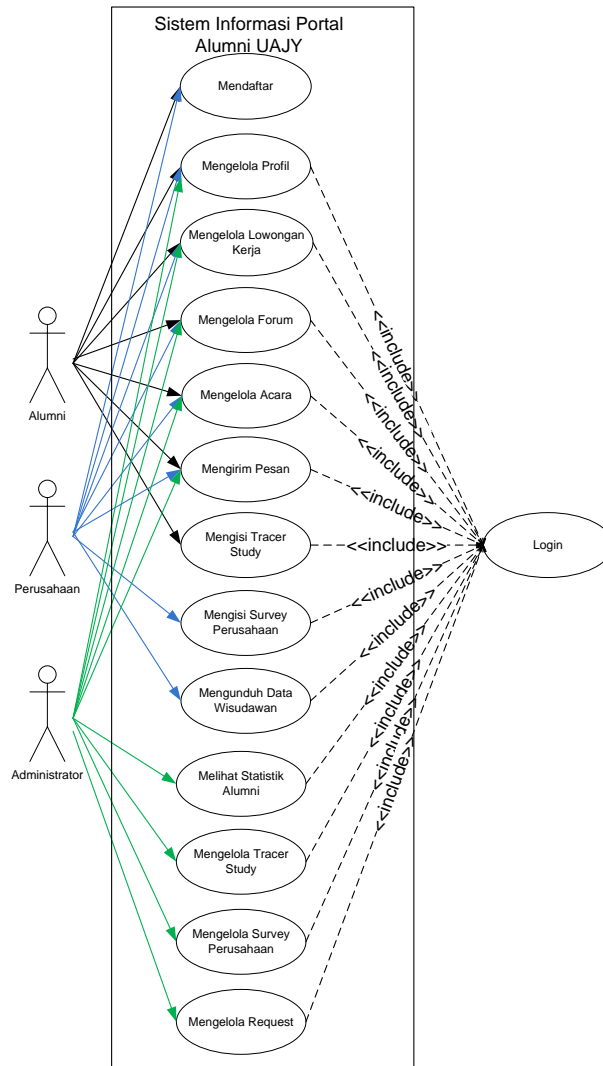 Sistem Informasi Portal
Alumni UAJY
Mendaftar
Mengelola Profil
Mengelola Lowongan
Kerja
Mengelola Forum
Mengelola Acara
Mengirim Pesan
Mengisi Tracer
Study
Mengisi Survey
Perusahaan
Mengunduh Data
Wisudawan
Melihat Statistik
Alumni
Mengelola Tracer
Study
Mengelola Survey
Perusahaan
Mengelola Request
Alumni
Perusahaan
Administrator
<<include>>
<<include>>
<<include>>
<<include>>
<<include>>
<<include>>
<<include>>
<<include>>
<<include>>
<<include>>
<<include>>
<<include>>
Login